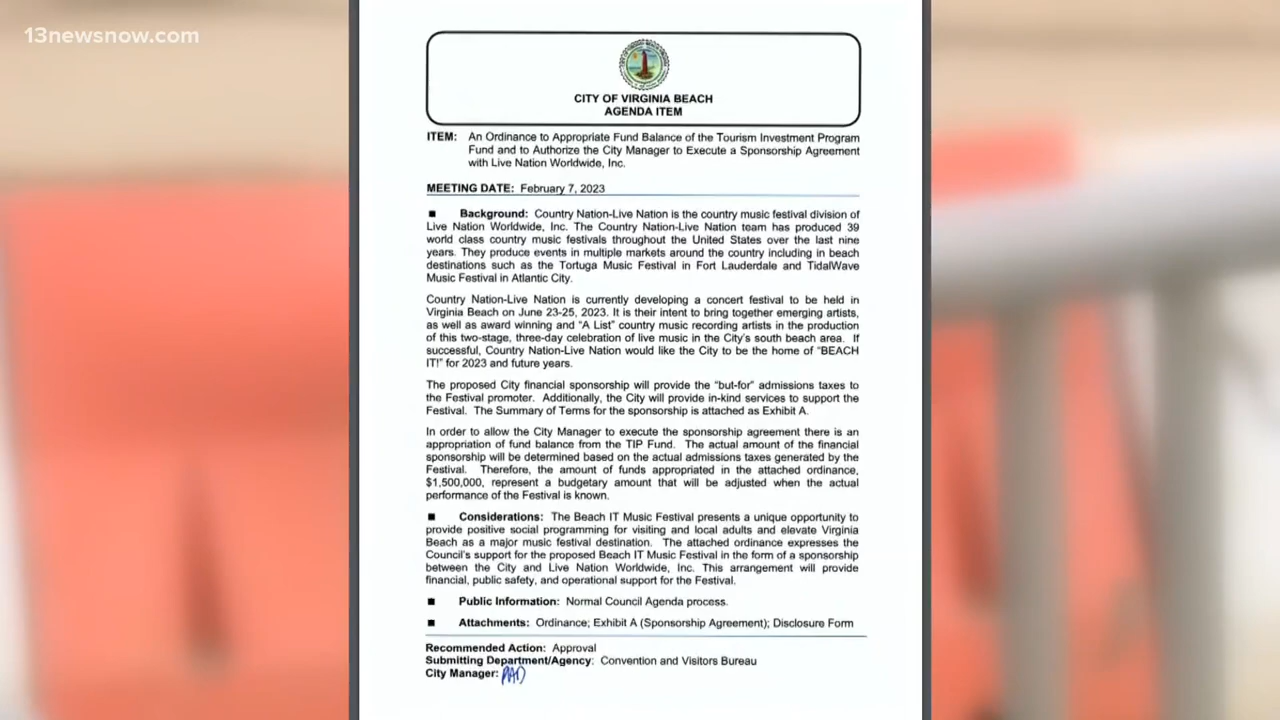 13newsnow.com
CITY OF VIRGINIA BEACH
AGENDA ITEM
ITEM: An Ordinance to Appropriate Fund Balance of the Tourism Investment Program
Fund and to Authorize the City Manager to Execute a Sponsorship Agreement
with Live Nation Worldwide, Inc.
MEETING DATE: February 7, 2023
■ Background: Country Nation-Live Nation is the country music festival division of
Live Nation Worldwide, Inc. The Country Nation-Live Nation team has produced 39
world class country music festivals throughout the United States over the last nine
years. They produce events in multiple markets around the country including in beach
destinations such as the Tortuga Music Festival in Fort Lauderdale and TidalWave
Music Festival in Atlantic City.
Country Nation-Live Nation is currently developing a concert festival to be held in
Virginia Beach on June 23-25, 2023. It is their intent to bring together emerging artists,
as well as award winning and "A List" country music recording artists in the production
of this two-stage, three-day celebration of live music in the City's south beach area. If
successful, Country Nation-Live Nation would like the City to be the home of "BEACH
IT!" for 2023 and future years.
The proposed City financial sponsorship will provide the "but-for" admissions taxes to
the Festival promoter. Additionally, the City will provide in-kind services to support the
Festival. The Summary of Terms for the sponsorship is attached as Exhibit A.
In order to allow the City Manager to execute the sponsorship agreement there is an
appropriation of fund balance from the TIP Fund. The actual amount of the financial
sponsorship will be determined based on the actual admissions taxes generated by the
Festival. Therefore, the amount of funds appropriated in the attached ordinance,
$1,500,000, represent a budgetary amount that will be adjusted when the actual
performance of the Festival is known.
■ Considerations: The Beach IT Music Festival presents a unique opportunity to
provide positive social programming for visiting and local adults and elevate Virginia
Beach as a major music festival destination. The attached ordinance expresses the
Council's support for the proposed Beach IT Music Festival in the form of a sponsorship
between the City and Live Nation Worldwide, Inc. This arrangement will provide
financial, public safety, and operational support for the Festival.
■ Public Information: Normal Council Agenda process.
■ Attachments: Ordinance; Exhibit A (Sponsorship Agreement); Disclosure Form
Recommended Action: Approval
Submitting Department/Agency: Convention and Visitors Bureau
City Manager: